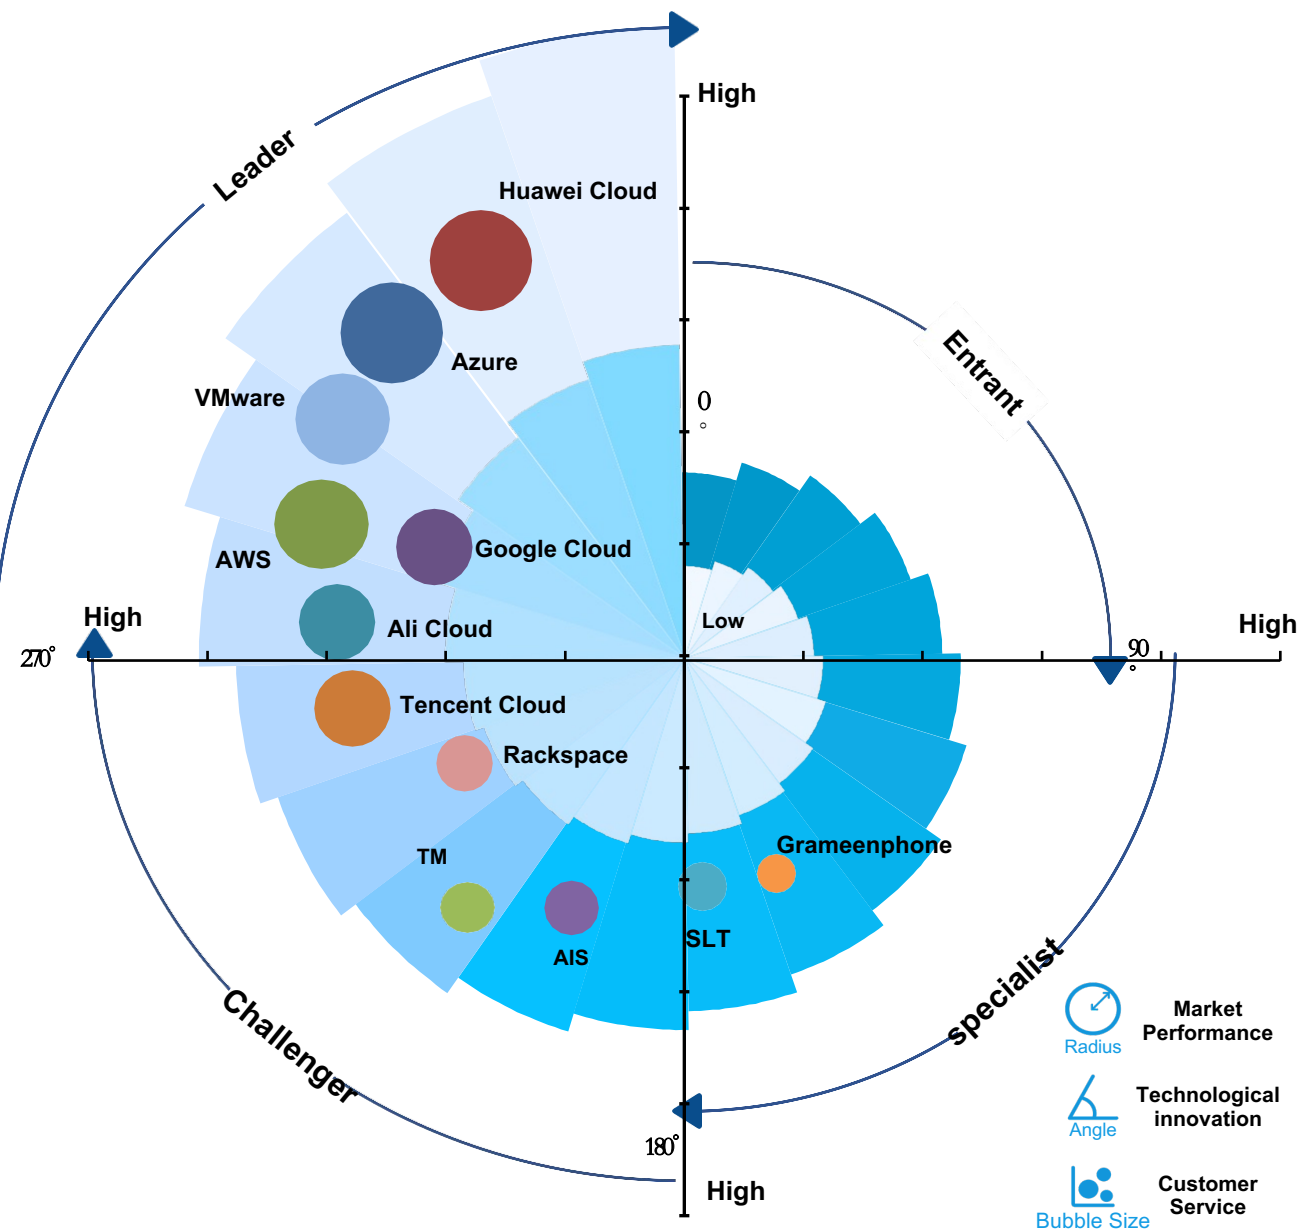 High
Leader
Huawei Cloud
Entrant
Azure
VMware
0
°
Google Cloud
AWS
Low
High
Ali Cloud
High
270°
90
°
Tencent Cloud
Rackspace
Grameenphone
TM
SLT
AIS
specialist
Challenger
Market
Performance
Radius
Technological
innovation
Angle
180°
High
Customer
Service
Bubble Size